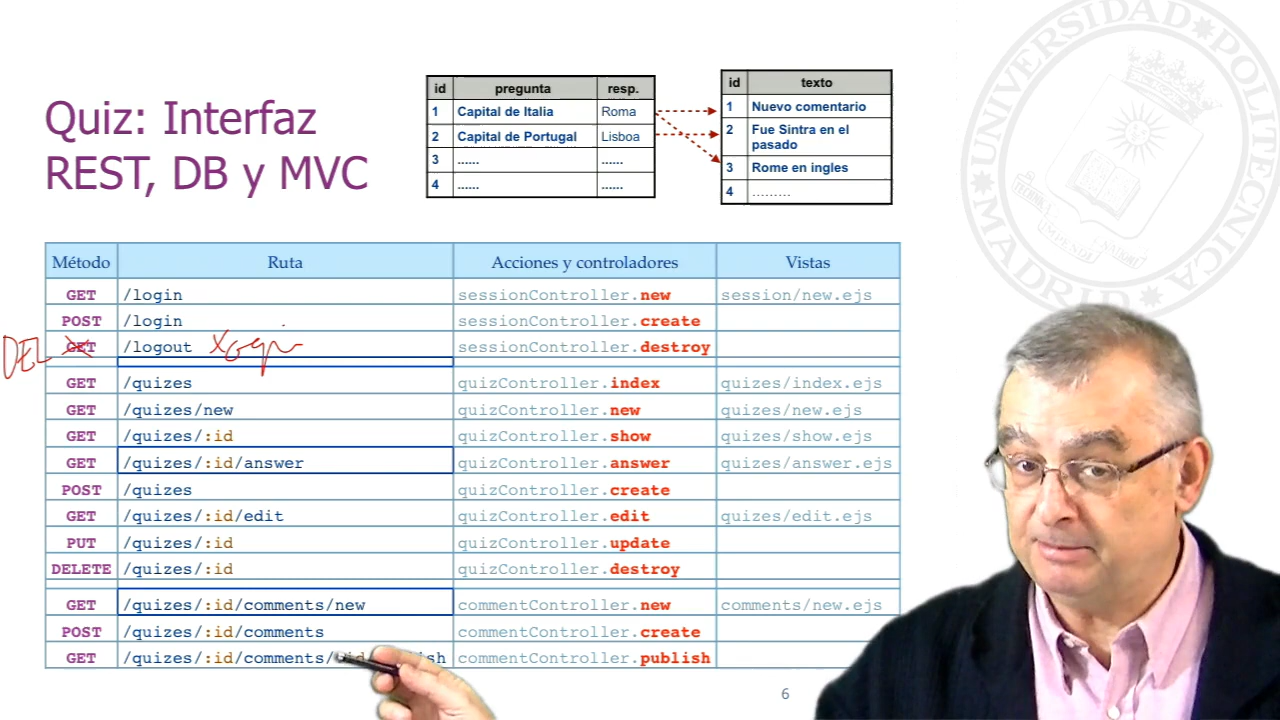 Quiz: Interfaz
REST, DB y MVC
id pregunta resp.
1 Capital de Italia Roma
2 Capital de Portugal Lisboa
3 ...... ......
4 ...... ......
id texto
1 Nuevo comentario
2 Fue Sintra en el
pasado
3 Rome en ingles
4 .........
Método Ruta Acciones y controladores Vistas
GET /login sessionController.new session/new.ejs
POST /login sessionController.create
DEL GET /logout sessionController.destroy
GET /quizes quizController.index quizes/index.ejs
GET /quizes/new quizController.new quizes/new.ejs
GET /quizes/:id quizController.show quizes/show.ejs
GET /quizes/:id/answer quizController.answer quizes/answer.ejs
POST /quizes quizController.create
GET /quizes/:id/edit quizController.edit quizes/edit.ejs
PUT /quizes/:id quizController.update
DELETE /quizes/:id quizController.destroy
GET /quizes/:id/comments/new commentController.new comments/new.ejs
POST /quizes/:id/comments commentController.create
GET /quizes/:id/comments/ commentController.publish
6
UNIVERSIDAD POLITECNICA
MADRID